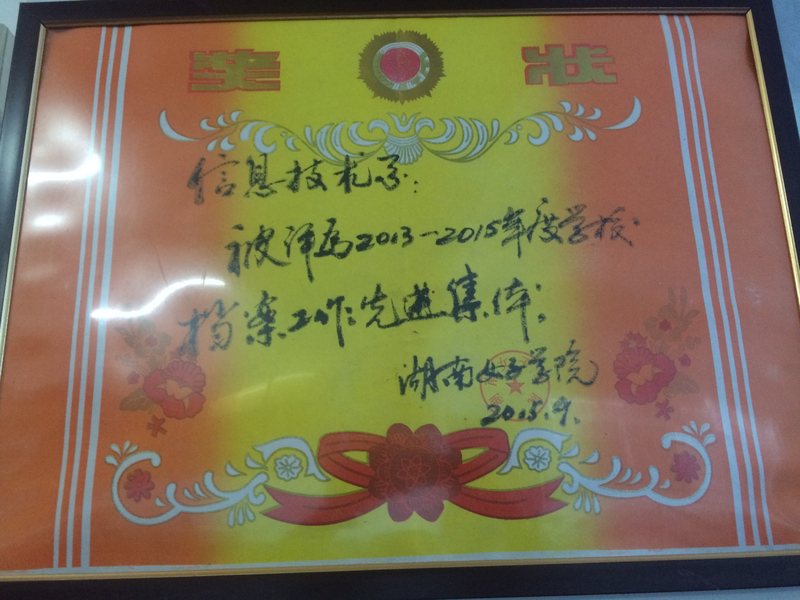 奖状
信息技术系:
被评为2013-2015年度学校
档案工作先进集体。
湖南女子学院
2015.9.